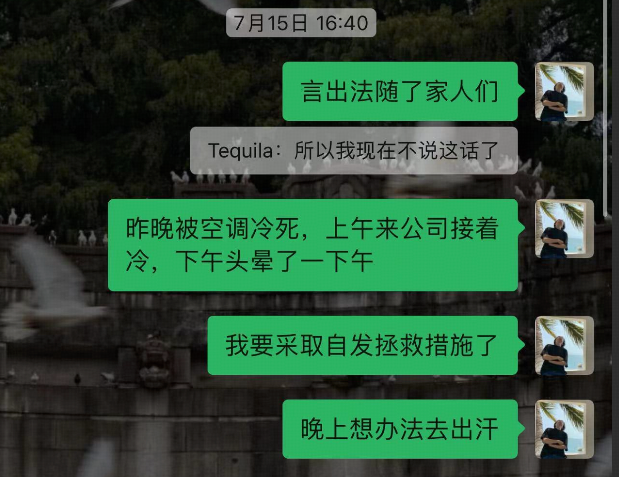 7月15日 16:40
言出法随了家人们
Tequila：所以我现在不说这话了
昨晚被空调冷死，上午来公司接着
冷，下午头晕了一下午
我要采取自发拯救措施了
晚上想办法去出汗